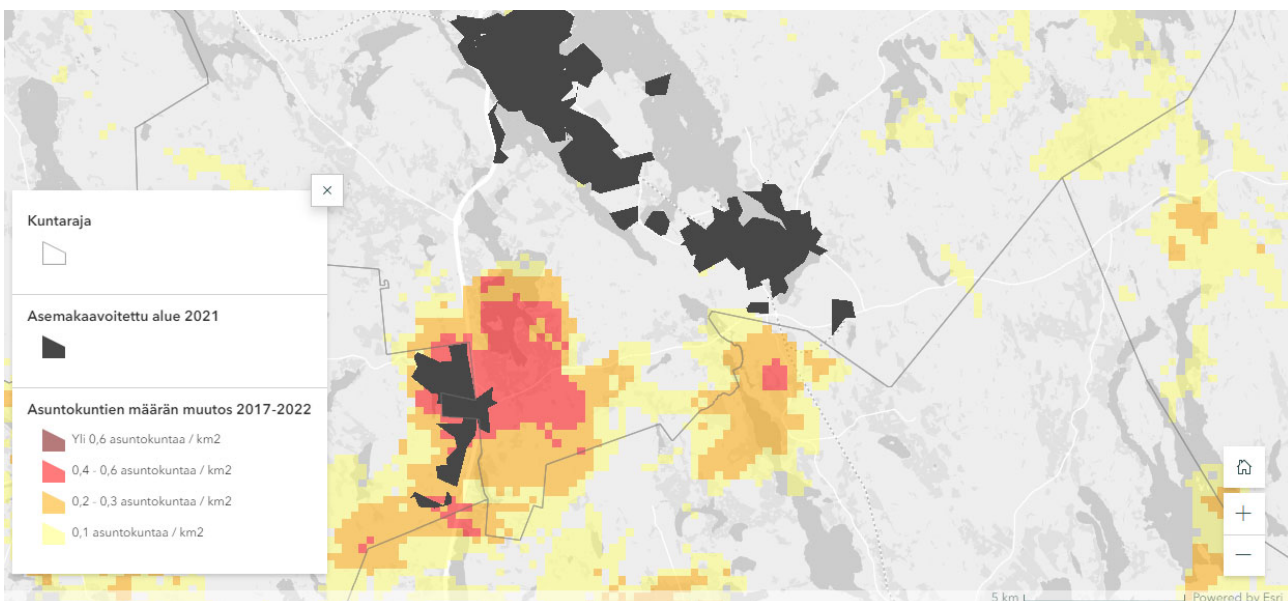 Kuntaraja
Asemakaavoitettu alue 2021
Asuntokuntien määrän muutos 2017-2022
Yli 0,6 asuntokuntaa / km2
0,4 - 0,6 asuntokuntaa / km2
0,2 - 0,3 asuntokuntaa / km2
0,1 asuntokuntaa / km2
5 km
Powered by Esri